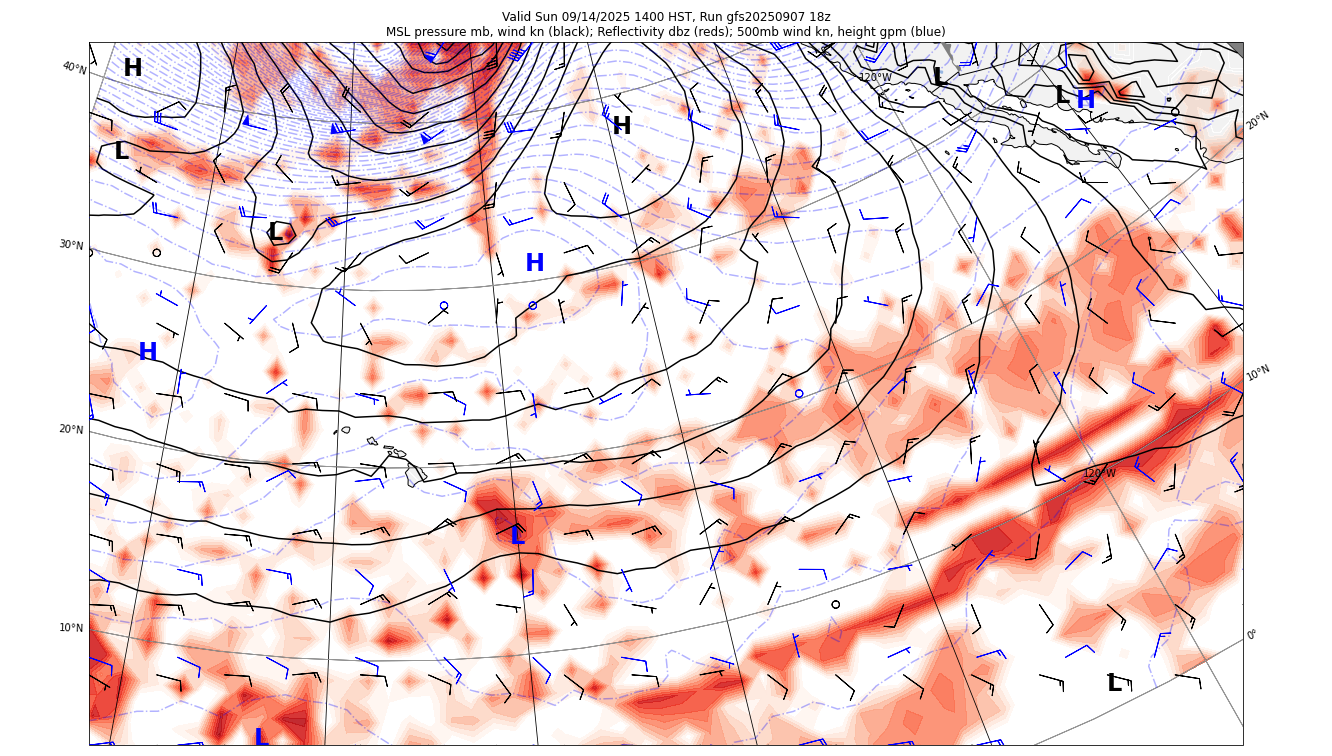 Valid Sun 09/14/2025 1400 HST, Run gfs20250907 18z
MSL pressure mb, wind kn (black); Reflectivity dbz (reds); 500mb wind kn, height gpm (blue)
40°N
H
120°W
L
L
H
20°N
H
L
L
30°N
H
H
10°N
20°N
120°W
L
10°N
0°
L
L